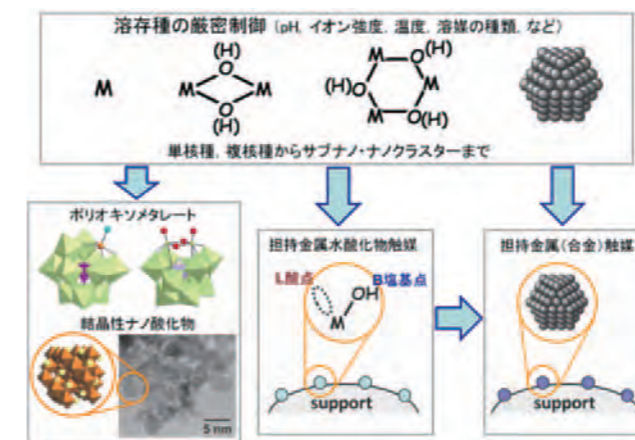 溶存種の厳密制御 (pH, イオン強度, 温度, 溶媒の種類, など)
M
(H)
O
M M
O
(H)
M O(H)
(H)O M
M O(H)
単核種, 複核種からサブナノ・ナノクラスターまで
ポリオキソメタレート
結晶性ナノ酸化物
5 nm
担持金属水酸化物触媒
L酸点 B塩基点
OH
M
support
担持金属(合金)触媒
support